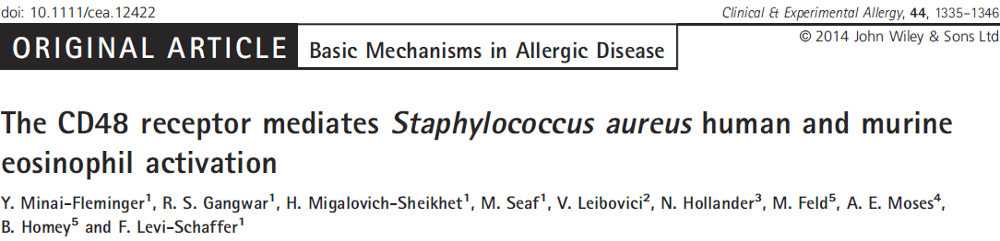 doi: 10.1111/cea.12422
Clinical & Experimental Allergy, 44, 1335–1346
ORIGINAL ARTICLE Basic Mechanisms in Allergic Disease
© 2014 John Wiley & Sons Ltd
The CD48 receptor mediates Staphylococcus aureus human and murine
eosinophil activation
Y. Minai-Fleminger¹, R. S. Gangwar¹, H. Migalovich-Sheikhet¹, M. Seaf¹, V. Leibovici², N. Hollander³, M. Feld⁵, A. E. Moses⁴,
B. Homey⁵ and F. Levi-Schaffer¹